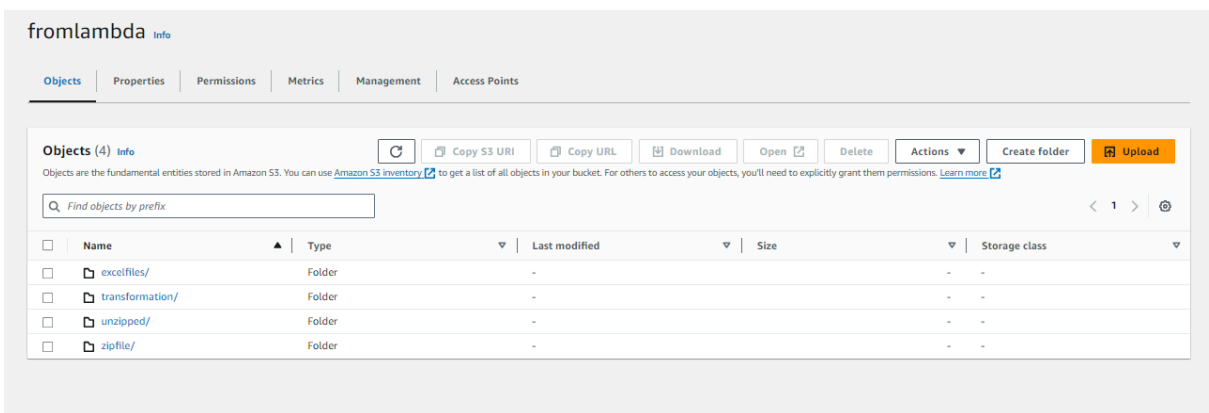 fromlambda Info
Objects Properties Permissions Metrics Management Access Points
Objects (4) Info Copy S3 URI Copy URL Download Open Delete Actions Create folder Upload
Objects are the fundamental entities stored in Amazon S3. You can use Amazon S3 inventory to get a list of all objects in your bucket. For others to access your objects, you'll need to explicitly grant them permissions. Learn more
Find objects by prefix 1
Name Type Last modified Size Storage class
excelfiles/ Folder - - -
transformation/ Folder - - -
unzipped/ Folder - - -
zipfile/ Folder - - -